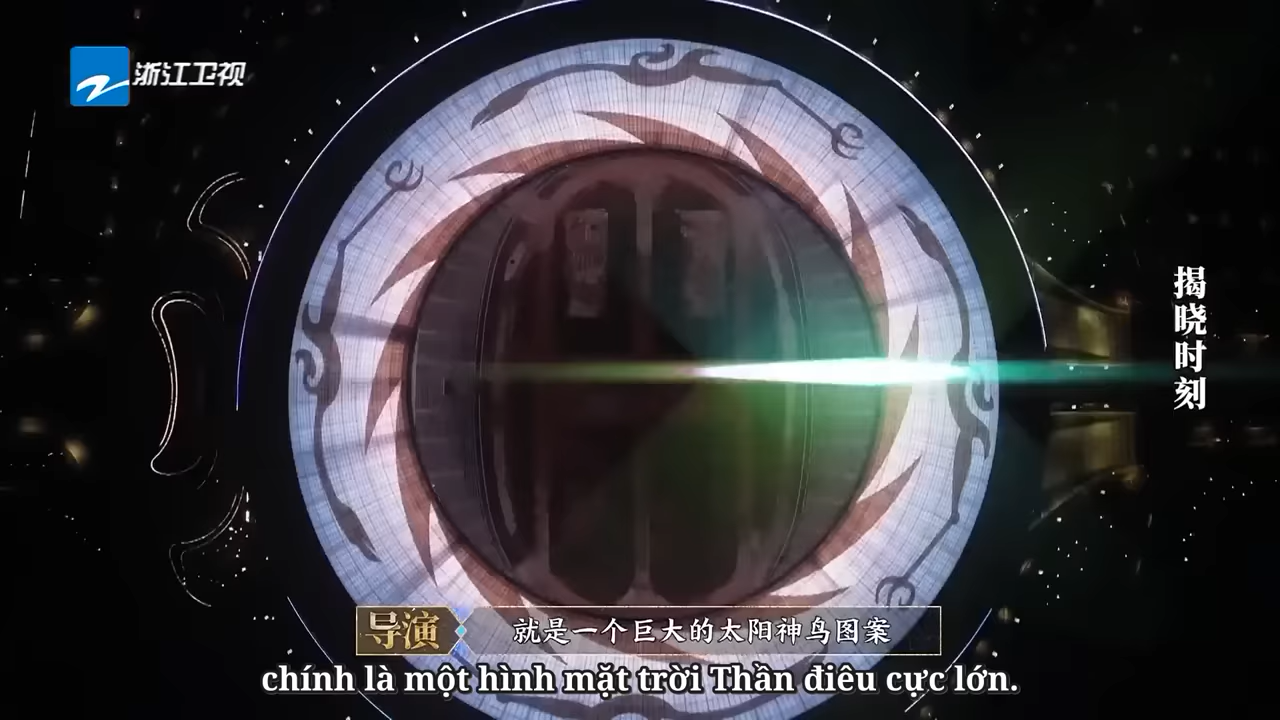 浙江卫视
揭晓时刻
导演
就是一个巨大的太阳神鸟图案
chính là một hình mặt trời Thần điêu cực lớn.